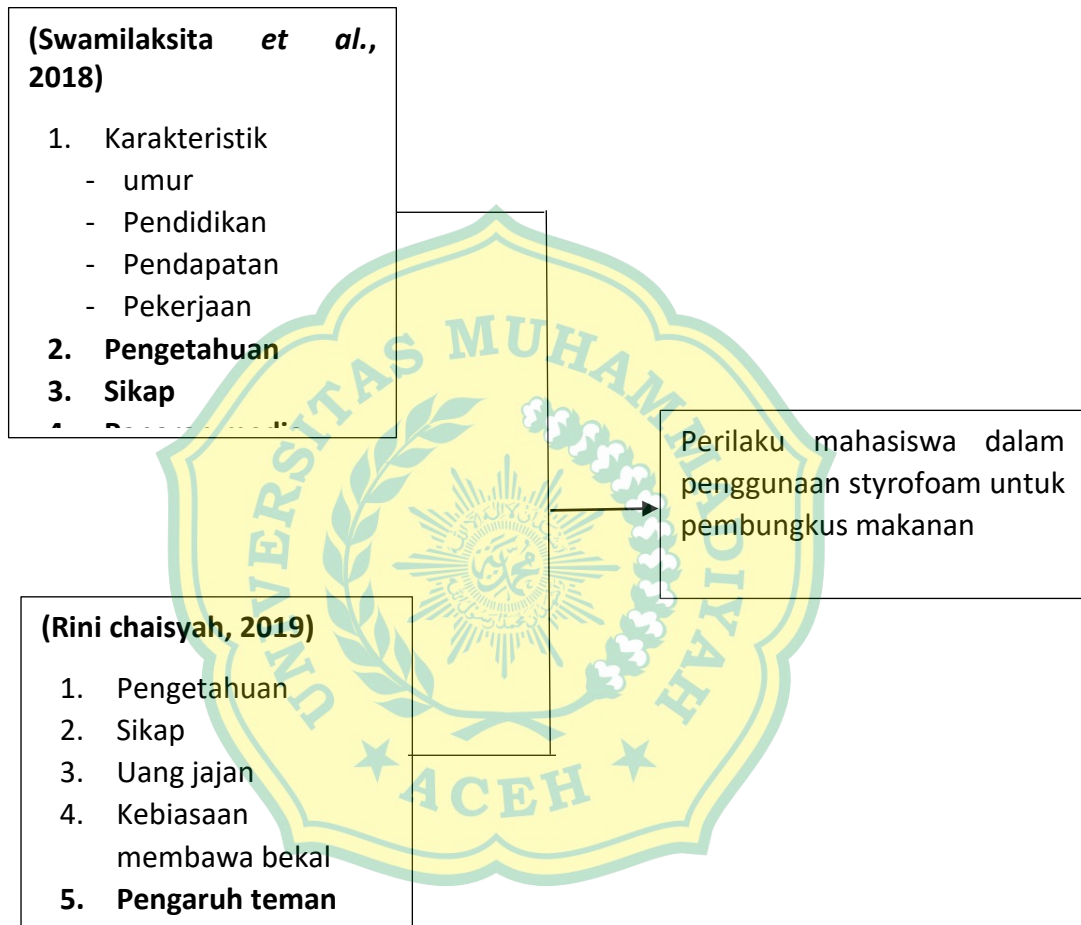 (Swamilaksita et al.,
2018)
1. Karakteristik
- umur
- Pendidikan
- Pendapatan
- Pekerjaan
2. Pengetahuan
3. Sikap
Perilaku mahasiswa dalam
penggunaan styrofoam untuk
pembungkus makanan
(Rini chaisyah, 2019)
1. Pengetahuan
2. Sikap
3. Uang jajan
4. Kebiasaan
membawa bekal
5. Pengaruh teman
UNIVERSITAS MUHAMMADIYAH
ACEH